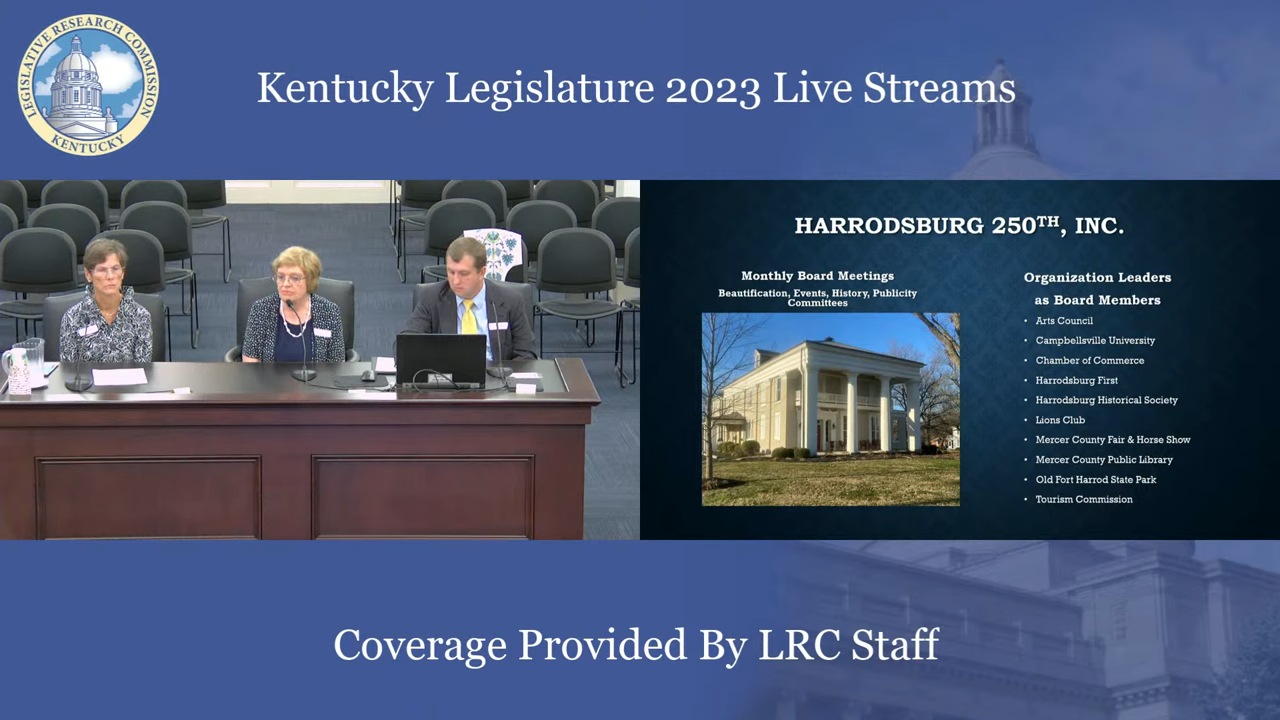 LEGISLATIVE RESEARCH COMMISSION
KENTUCKY
Kentucky Legislature 2023 Live Streams
HARRODSBURG 250TH, INC.
Monthly Board Meetings
Beautification, Events, History, Publicity
Committees
Organization Leaders
as Board Members
• Arts Council
• Campbellsville University
• Chamber of Commerce
• Harrodsburg First
• Harrodsburg Historical Society
• Lions Club
• Mercer County Fair & Horse Show
• Mercer County Public Library
• Old Fort Harrod State Park
• Tourism Commission
Coverage Provided By LRC Staff